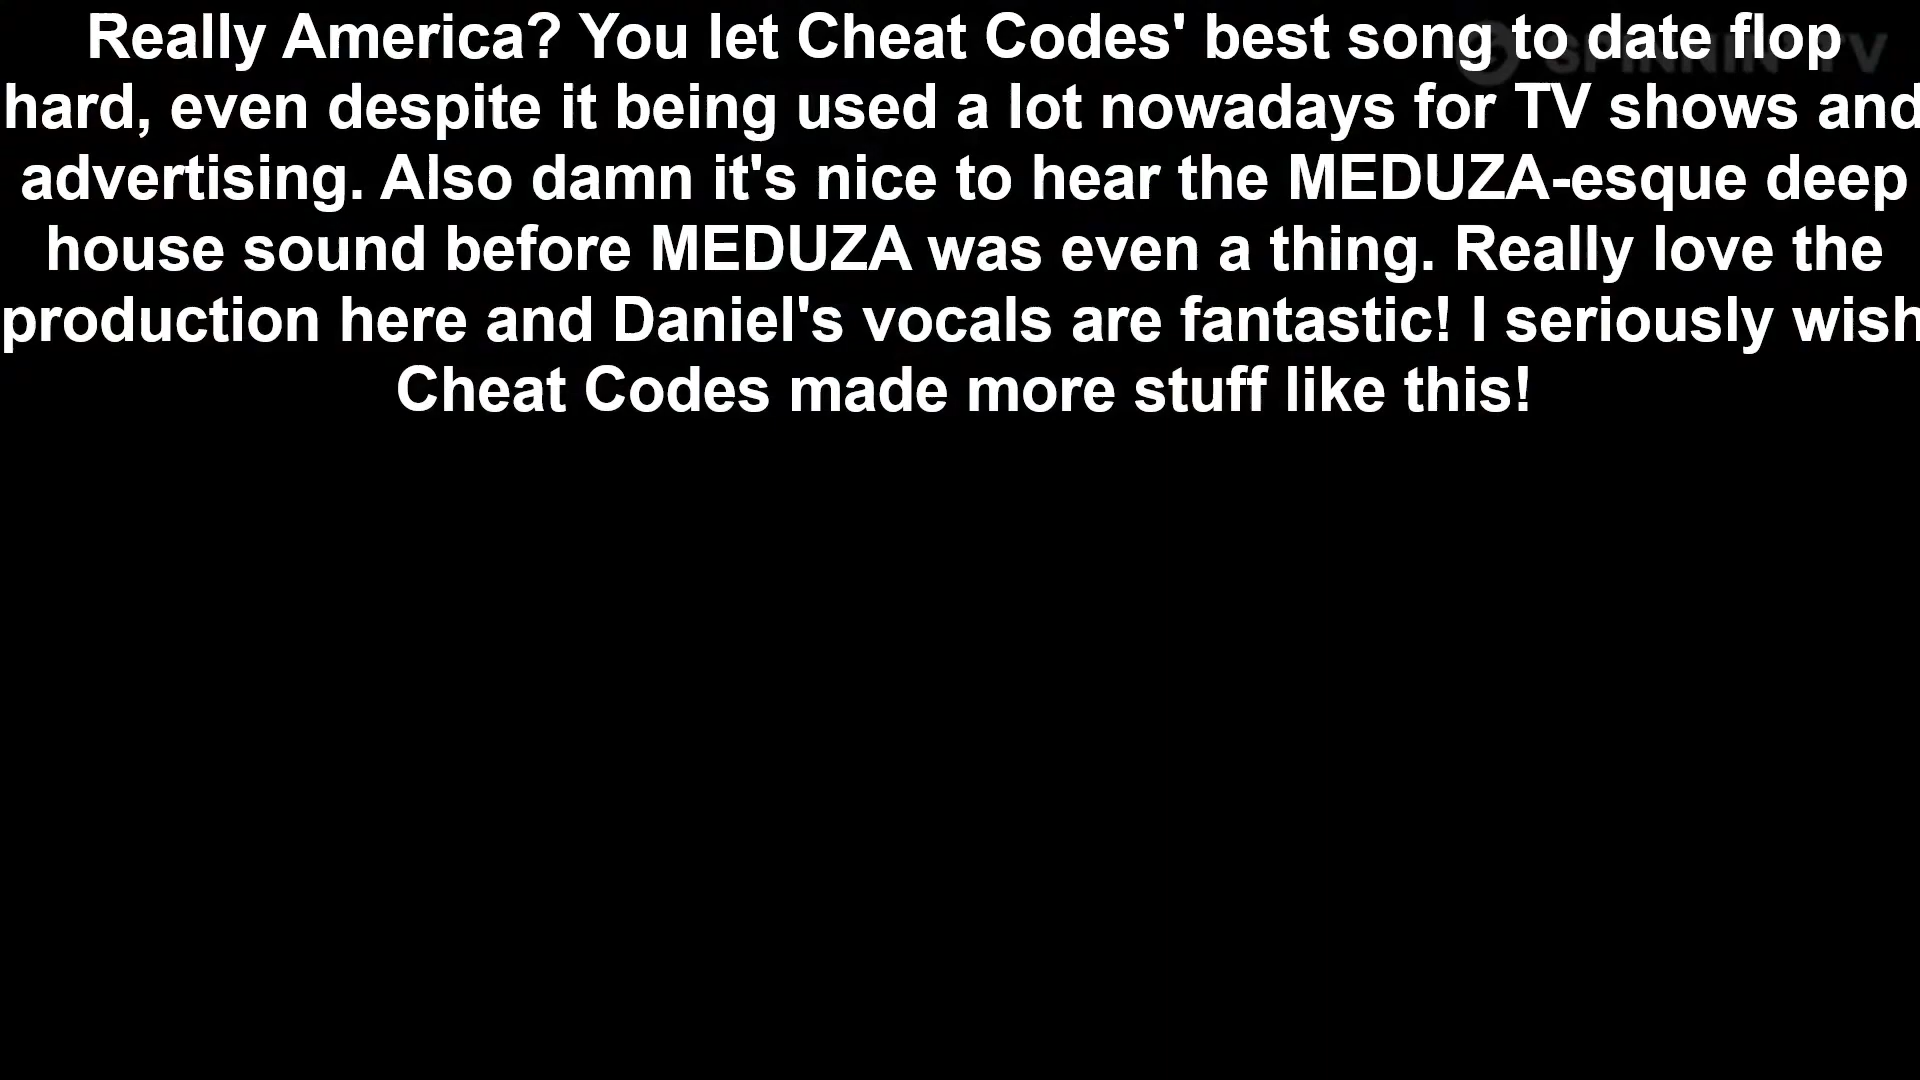 Really America? You let Cheat Codes' best song to date flop
hard, even despite it being used a lot nowadays for TV shows and
advertising. Also damn it's nice to hear the MEDUZA-esque deep
house sound before MEDUZA was even a thing. Really love the
production here and Daniel's vocals are fantastic! I seriously wish
Cheat Codes made more stuff like this!
SPINNIN' TV